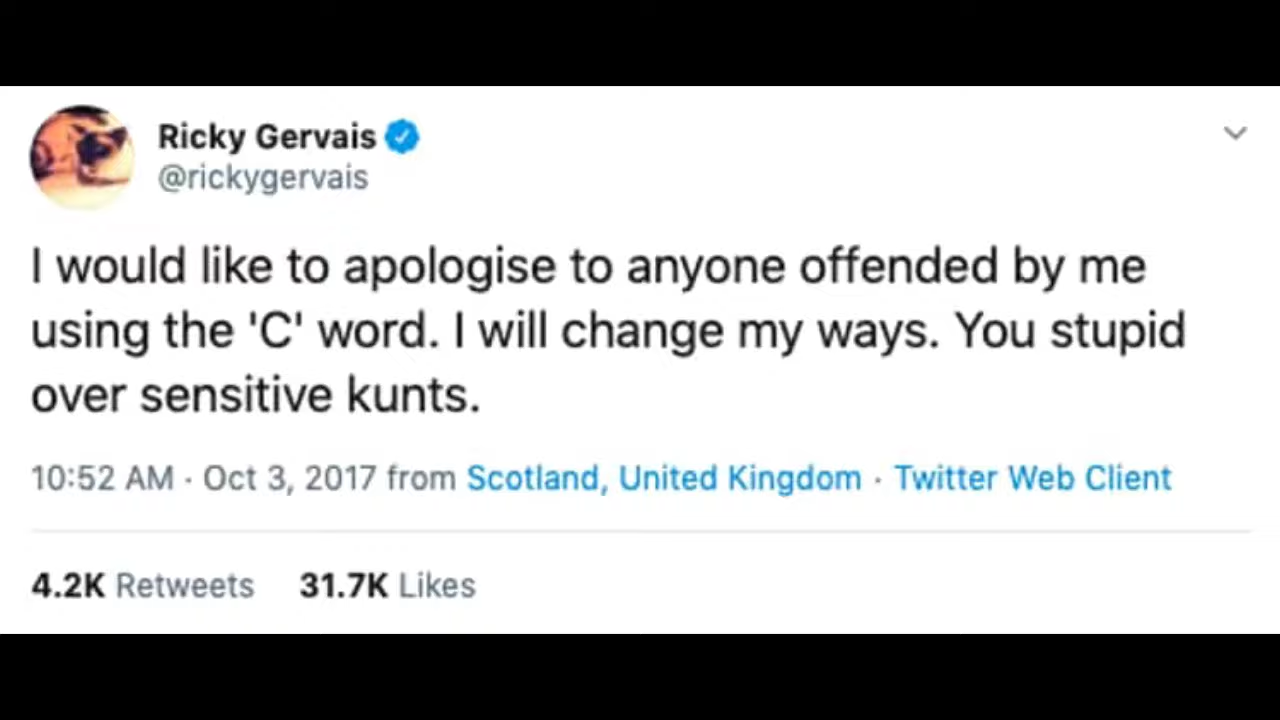 Ricky Gervais
@rickygervais
I would like to apologise to anyone offended by me
using the 'C' word. I will change my ways. You stupid
over sensitive kunts.
10:52 AM · Oct 3, 2017 from Scotland, United Kingdom · Twitter Web Client
4.2K Retweets 31.7K Likes